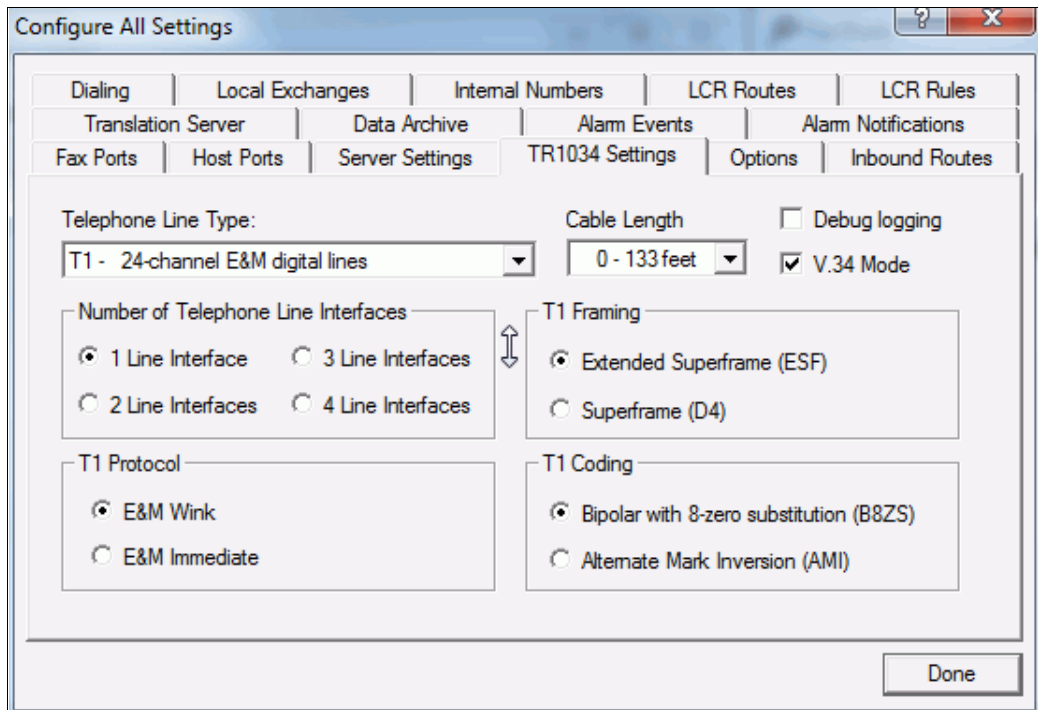 Configure All Settings
Dialing
Local Exchanges
Internal Numbers
LCR Routes
LCR Rules
Translation Server
Data Archive
Alarm Events
Alarm Notifications
Fax Ports
Host Ports
Server Settings
TR1034 Settings
Options
Inbound Routes
Telephone Line Type:
T1 - 24-channel E&M digital lines
Cable Length
0 - 133 feet
Debug logging
V.34 Mode
Number of Telephone Line Interfaces
1 Line Interface
3 Line Interfaces
2 Line Interfaces
4 Line Interfaces
T1 Framing
Extended Superframe (ESF)
Superframe (D4)
T1 Protocol
E&M Wink
E&M Immediate
T1 Coding
Bipolar with 8-zero substitution (B8ZS)
Alternate Mark Inversion (AMI)
Done